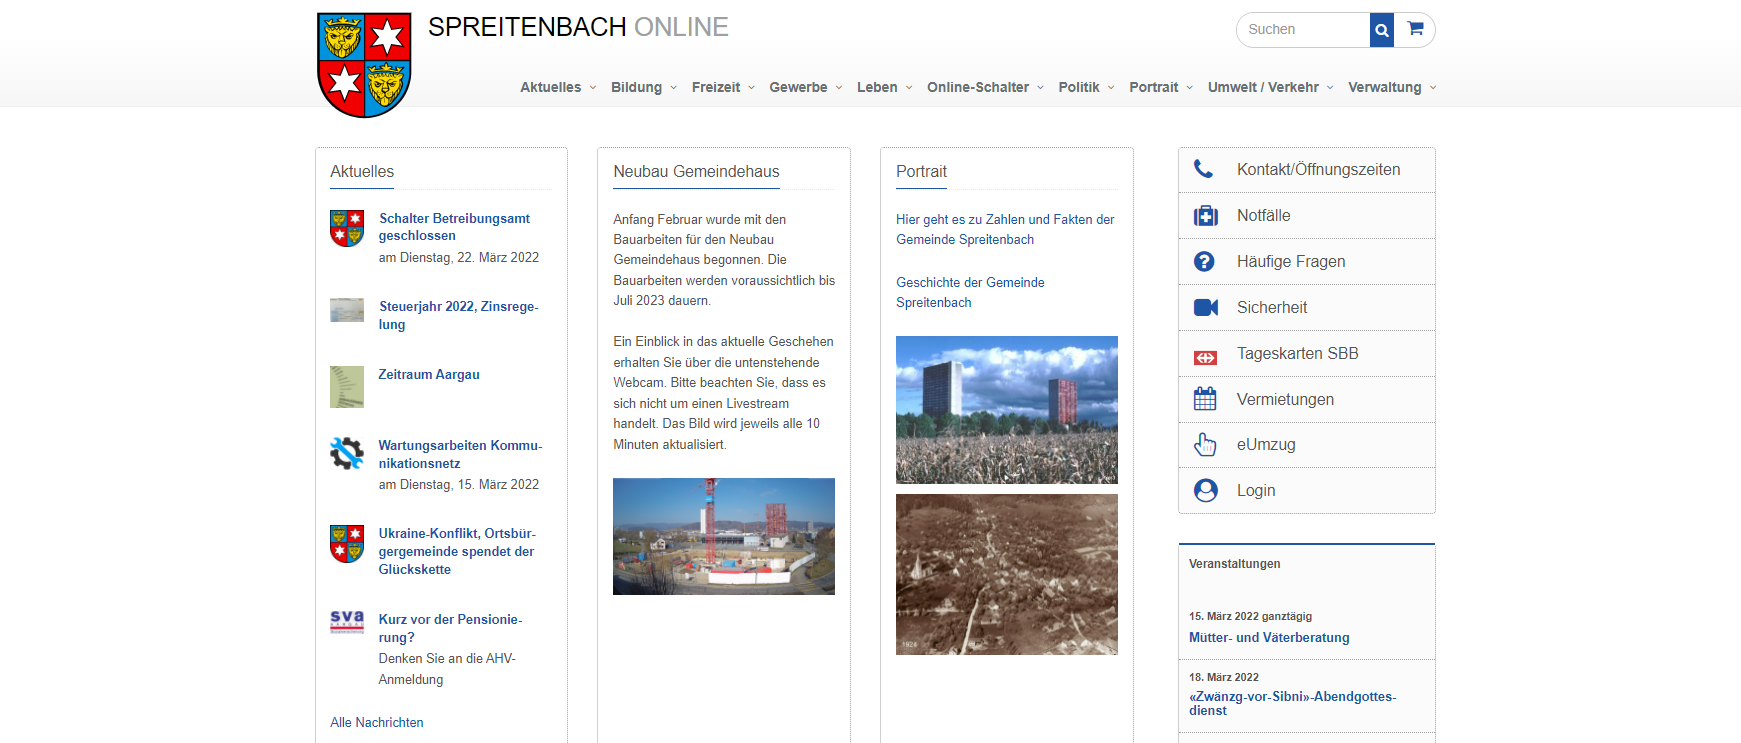 SPREITENBACH ONLINE
Suchen
Aktuelles Bildung Freizeit Gewerbe Leben Online-Schalter Politik Portrait Umwelt / Verkehr Verwaltung
Aktuelles
Schalter Betreibungsamt
geschlossen
am Dienstag, 22. März 2022
Steuerjahr 2022, Zinsrege-
lung
Zeitraum Aargau
Wartungsarbeiten Kommu-
nikationsnetz
am Dienstag, 15. März 2022
Ukraine-Konflikt, Ortsbür-
gergemeinde spendet der
Glückskette
sva
Kurz vor der Pensionie-
rung?
Denken Sie an die AHV-
Anmeldung
Alle Nachrichten
Neubau Gemeindehaus
Anfang Februar wurde mit den
Bauarbeiten für den Neubau
Gemeindehaus begonnen. Die
Bauarbeiten werden voraussichtlich bis
Juli 2023 dauern.
Ein Einblick in das aktuelle Geschehen
erhalten Sie über die untenstehende
Webcam. Bitte beachten Sie, dass es
sich nicht um einen Livestream
handelt. Das Bild wird jeweils alle 10
Minuten aktualisiert.
Portrait
Hier geht es zu Zahlen und Fakten der
Gemeinde Spreitenbach
Geschichte der Gemeinde
Spreitenbach
1924
Kontakt/Öffnungszeiten
Notfälle
Häufige Fragen
Sicherheit
Tageskarten SBB
Vermietungen
eUmzug
Login
Veranstaltungen
15. März 2022 ganztägig
Mütter- und Väterberatung
18. März 2022
«Zwänzg-vor-Sibni»-Abendgottes-
dienst